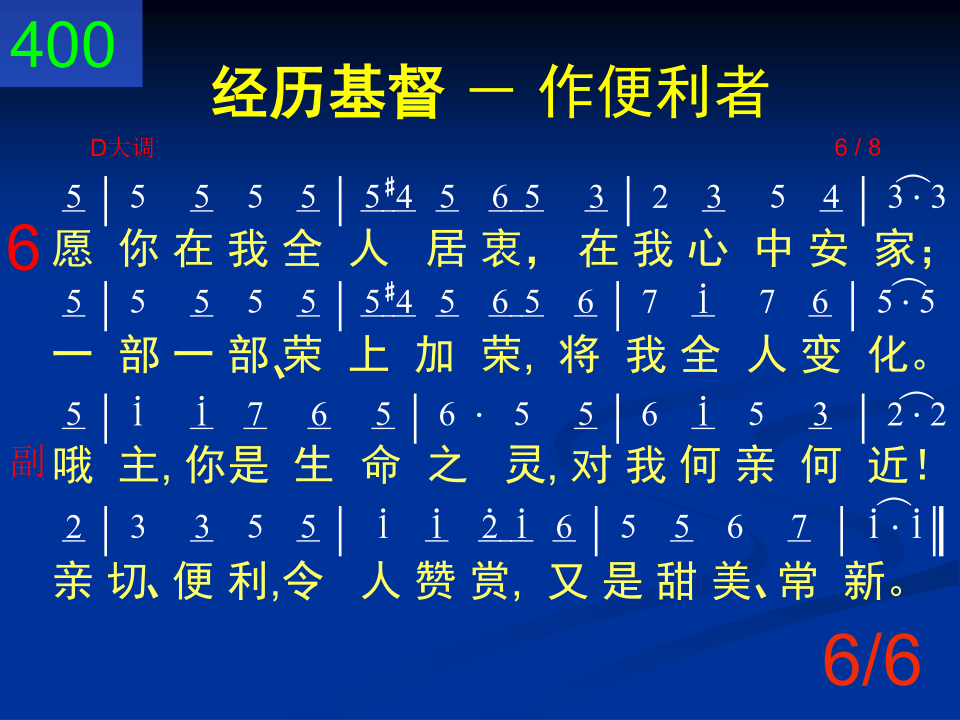 400
经历基督 － 作便利者
D大调 6 / 8
5 | 5 5 5 5 | 5 ♯4 5 6 5 3 | 2 3 5 4 | 3 · 3
6 愿 你 在 我 全 人 居 衷， 在 我 心 中 安 家；
5 | 5 5 5 5 | 5 ♯4 5 6 5 6 | 7 i 7 6 | 5 · 5
一 部 一 部、荣 上 加 荣, 将 我 全 人 变 化。
5 | i i 7 6 5 | 6 · 5 5 | 6 i 5 3 | 2 · 2
副 哦 主, 你 是 生 命 之 灵, 对 我 何 亲 何 近！
2 | 3 3 5 5 | i i 2̇ i 6 | 5 5 6 7 | i · i ‖
亲 切、便 利, 令 人 赞 赏, 又 是 甜 美、常 新。
6/6